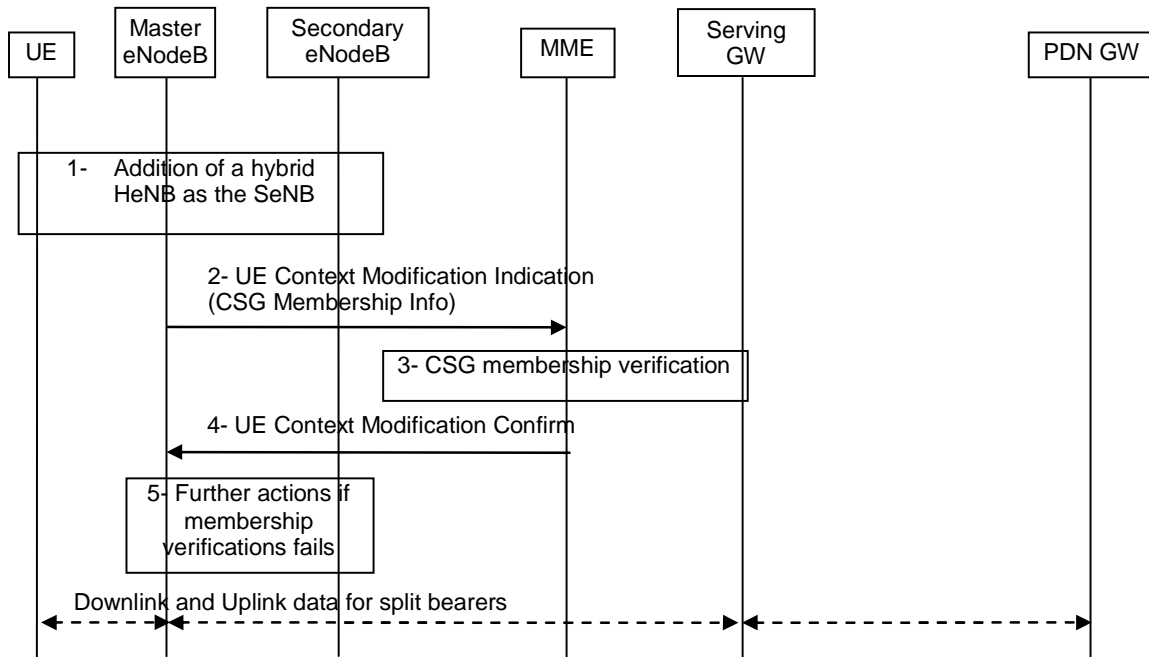 UE
Master
eNodeB
Secondary
eNodeB
MME
Serving
GW
PDN GW
1- Addition of a hybrid
HeNB as the SeNB
2- UE Context Modification Indication
(CSG Membership Info)
3- CSG membership verification
4- UE Context Modification Confirm
5- Further actions if
membership
verifications fails
Downlink and Uplink data for split bearers